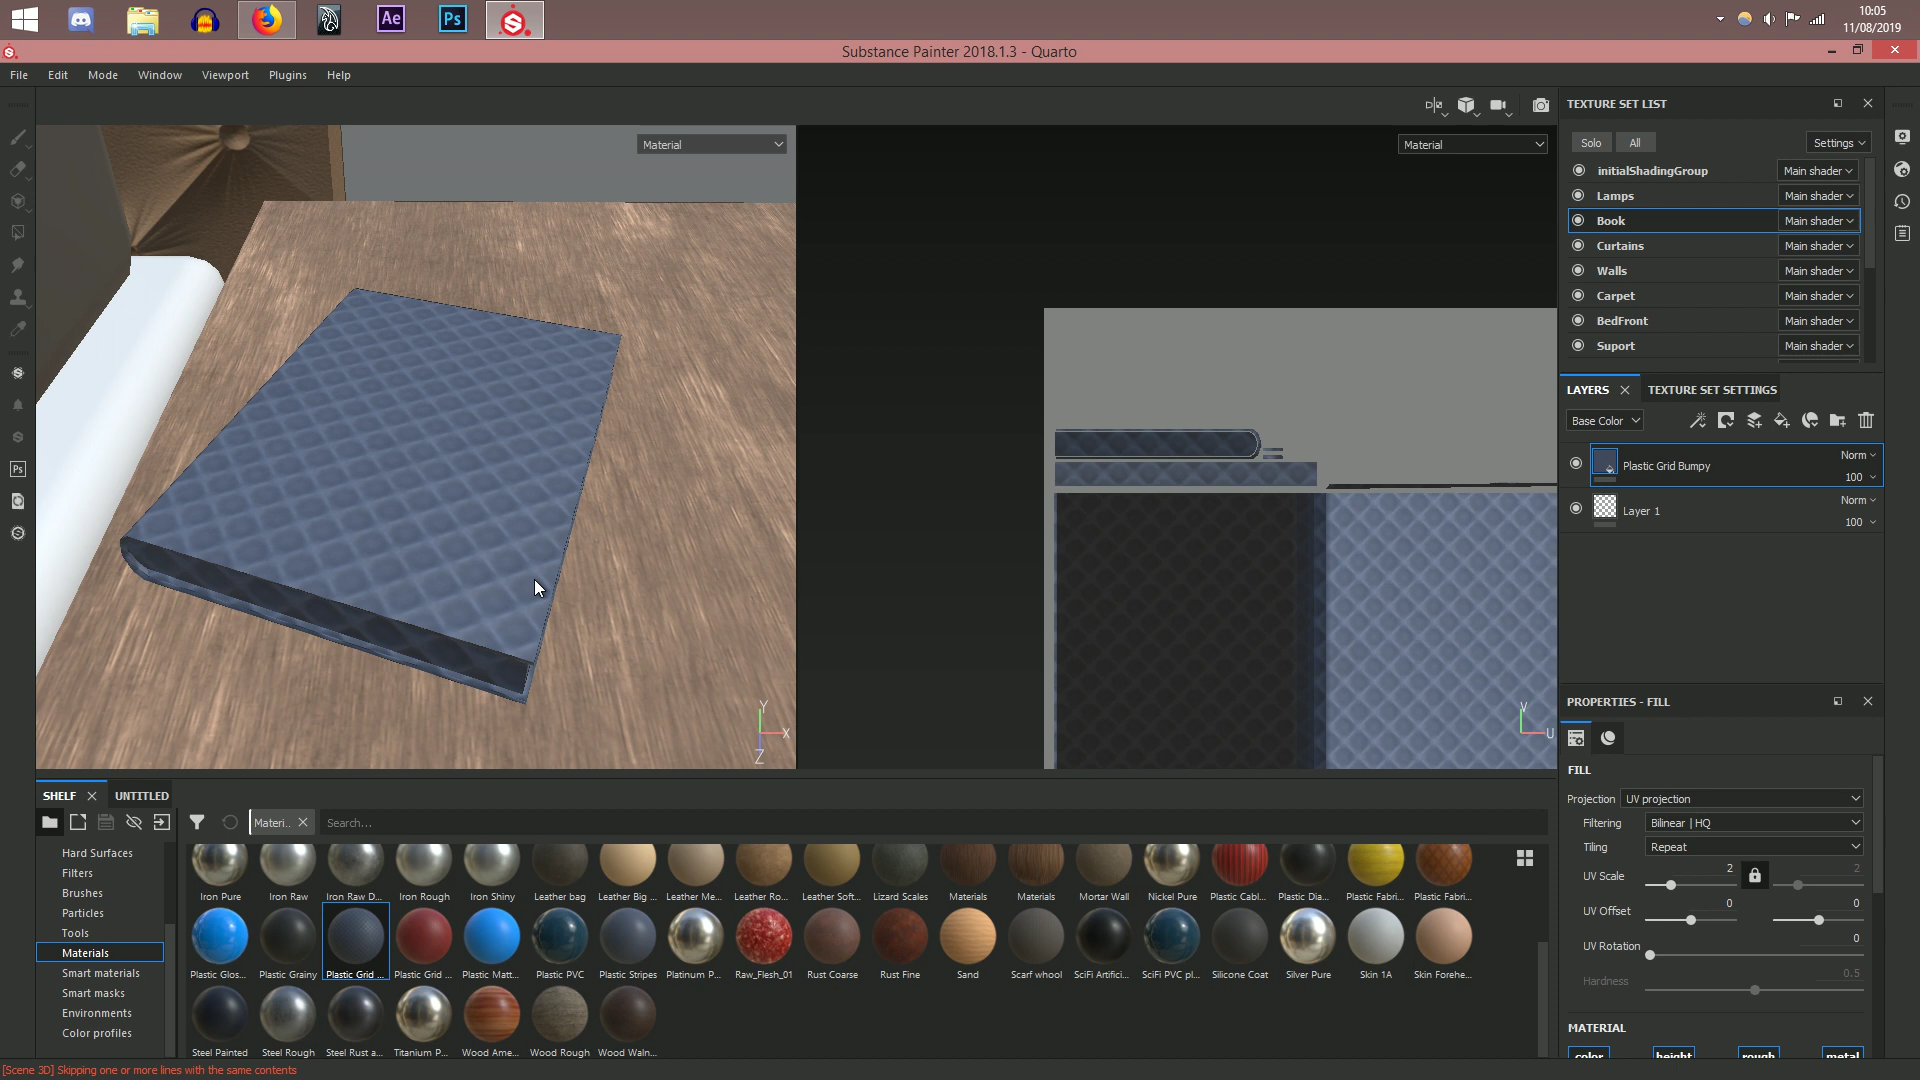 Ae
Ps
10:05
11/08/2019
Substance Painter 2018.1.3 - Quarto
File Edit Mode Window Viewport Plugins Help
Material
Material
TEXTURE SET LIST
Solo All Settings
initialShadingGroup Main shader
Lamps Main shader
Book Main shader
Curtains Main shader
Walls Main shader
Carpet Main shader
BedFront Main shader
Suport Main shader
LAYERS TEXTURE SET SETTINGS
Base Color
Plastic Grid Bumpy Norm
100
Layer 1 Norm
100
Ps
Y
X
Z
V
U
PROPERTIES - FILL
FILL
Projection UV projection
Filtering Bilinear | HQ
Tiling Repeat
UV Scale 2 2
UV Offset 0 0
UV Rotation 0
Hardness 0.5
MATERIAL
color height rough metal
SHELF UNTITLED
Materi.. Search...
Hard Surfaces
Filters
Brushes
Particles
Tools
Materials
Smart materials
Smart masks
Environments
Color profiles
Iron Pure Iron Raw Iron Raw D... Iron Rough Iron Shiny Leather bag Leather Big ... Leather Me... Leather Ro... Leather Soft... Lizard Scales Materials Materials Mortar Wall Nickel Pure Plastic Cabl... Plastic Dia... Plastic Fabri... Plastic Fabri...
Plastic Glos... Plastic Grainy Plastic Grid ... Plastic Grid ... Plastic Matt... Plastic PVC Plastic Stripes Platinum P... Raw_Flesh_01 Rust Coarse Rust Fine Sand Scarf whool SciFi Artifici... SciFi PVC pl... Silicone Coat Silver Pure Skin 1A Skin Forehe...
Steel Painted Steel Rough Steel Rust a... Titanium P... Wood Ame... Wood Rough Wood Waln...
[Scene 3D] Skipping one or more lines with the same contents